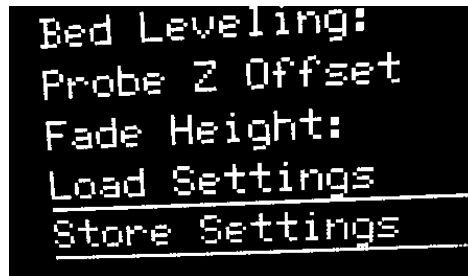 Bed Leveling:
Probe Z Offset
Fade Height:
Load Settings
Store Settings